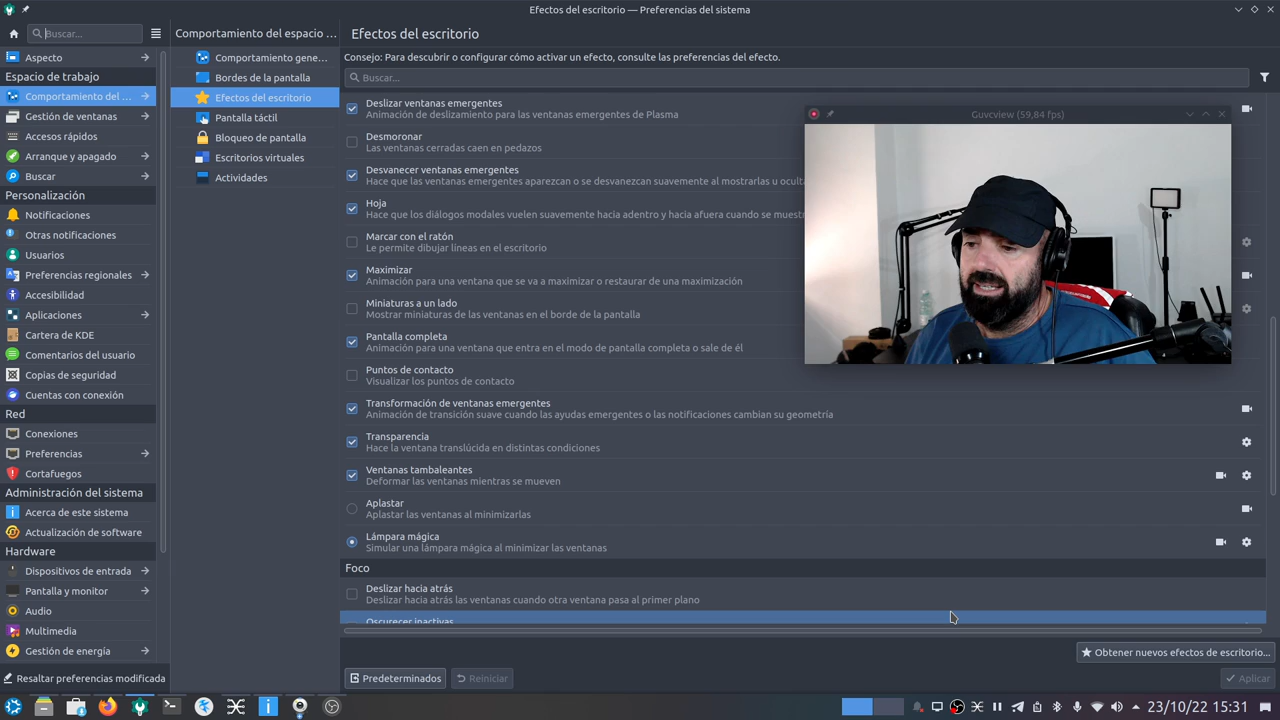 Efectos del escritorio — Preferencias del sistema
Buscar...
Aspecto
Espacio de trabajo
Comportamiento del ...
Gestión de ventanas
Accesos rápidos
Arranque y apagado
Buscar
Personalización
Notificaciones
Otras notificaciones
Usuarios
Preferencias regionales
Accesibilidad
Aplicaciones
Cartera de KDE
Comentarios del usuario
Copias de seguridad
Cuentas con conexión
Red
Conexiones
Preferencias
Cortafuegos
Administración del sistema
Acerca de este sistema
Actualización de software
Hardware
Dispositivos de entrada
Pantalla y monitor
Audio
Multimedia
Gestión de energía
Resaltar preferencias modificada
Comportamiento del espacio ...
Comportamiento gene...
Bordes de la pantalla
Efectos del escritorio
Pantalla táctil
Bloqueo de pantalla
Escritorios virtuales
Actividades
Efectos del escritorio
Consejo: Para descubrir o configurar cómo activar un efecto, consulte las preferencias del efecto.
Buscar...
Deslizar ventanas emergentes
Animación de deslizamiento para las ventanas emergentes de Plasma
Desmoronar
Las ventanas cerradas caen en pedazos
Desvanecer ventanas emergentes
Hace que las ventanas emergentes aparezcan o se desvanezcan suavemente al mostrarlas u ocult
Hoja
Hace que los diálogos modales vuelen suavemente hacia adentro y hacia afuera cuando se muest
Marcar con el ratón
Le permite dibujar líneas en el escritorio
Maximizar
Animación para una ventana que se va a maximizar o restaurar de una maximización
Miniaturas a un lado
Mostrar miniaturas de las ventanas en el borde de la pantalla
Pantalla completa
Animación para una ventana que entra en el modo de pantalla completa o sale de él
Puntos de contacto
Visualizar los puntos de contacto
Transformación de ventanas emergentes
Animación de transición suave cuando las ayudas emergentes o las notificaciones cambian su geometría
Transparencia
Hace la ventana translúcida en distintas condiciones
Ventanas tambaleantes
Deformar las ventanas mientras se mueven
Aplastar
Aplastar las ventanas al minimizarlas
Lámpara mágica
Simular una lámpara mágica al minimizar las ventanas
Foco
Deslizar hacia atrás
Deslizar hacia atrás las ventanas cuando otra ventana pasa al primer plano
Oscurecer inactivas
Guvcview (59,84 fps)
Obtener nuevos efectos de escritorio...
Predeterminados
Reiniciar
Aplicar
23/10/22 15:31